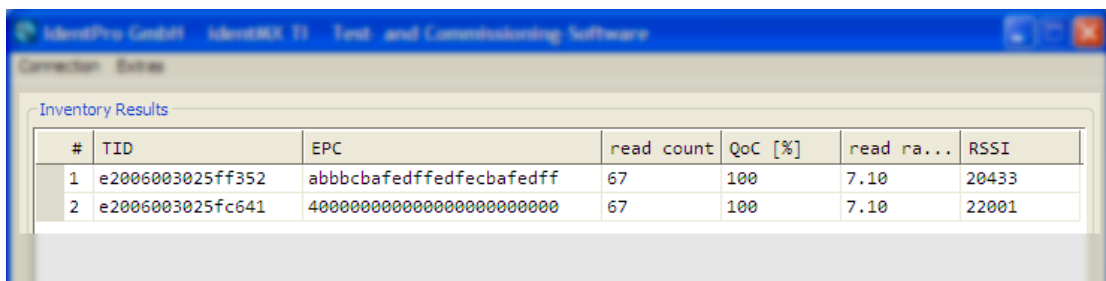 IdentPro GmbH identMX TI Test- and Commissioning-Software
Connection Extras
Inventory Results
# TID EPC read count QoC [%] read ra... RSSI
1 e2006003025ff352 abbbcbafedffedfecbafedff 67 100 7.10 20433
2 e2006003025fc641 400000000000000000000000 67 100 7.10 22001